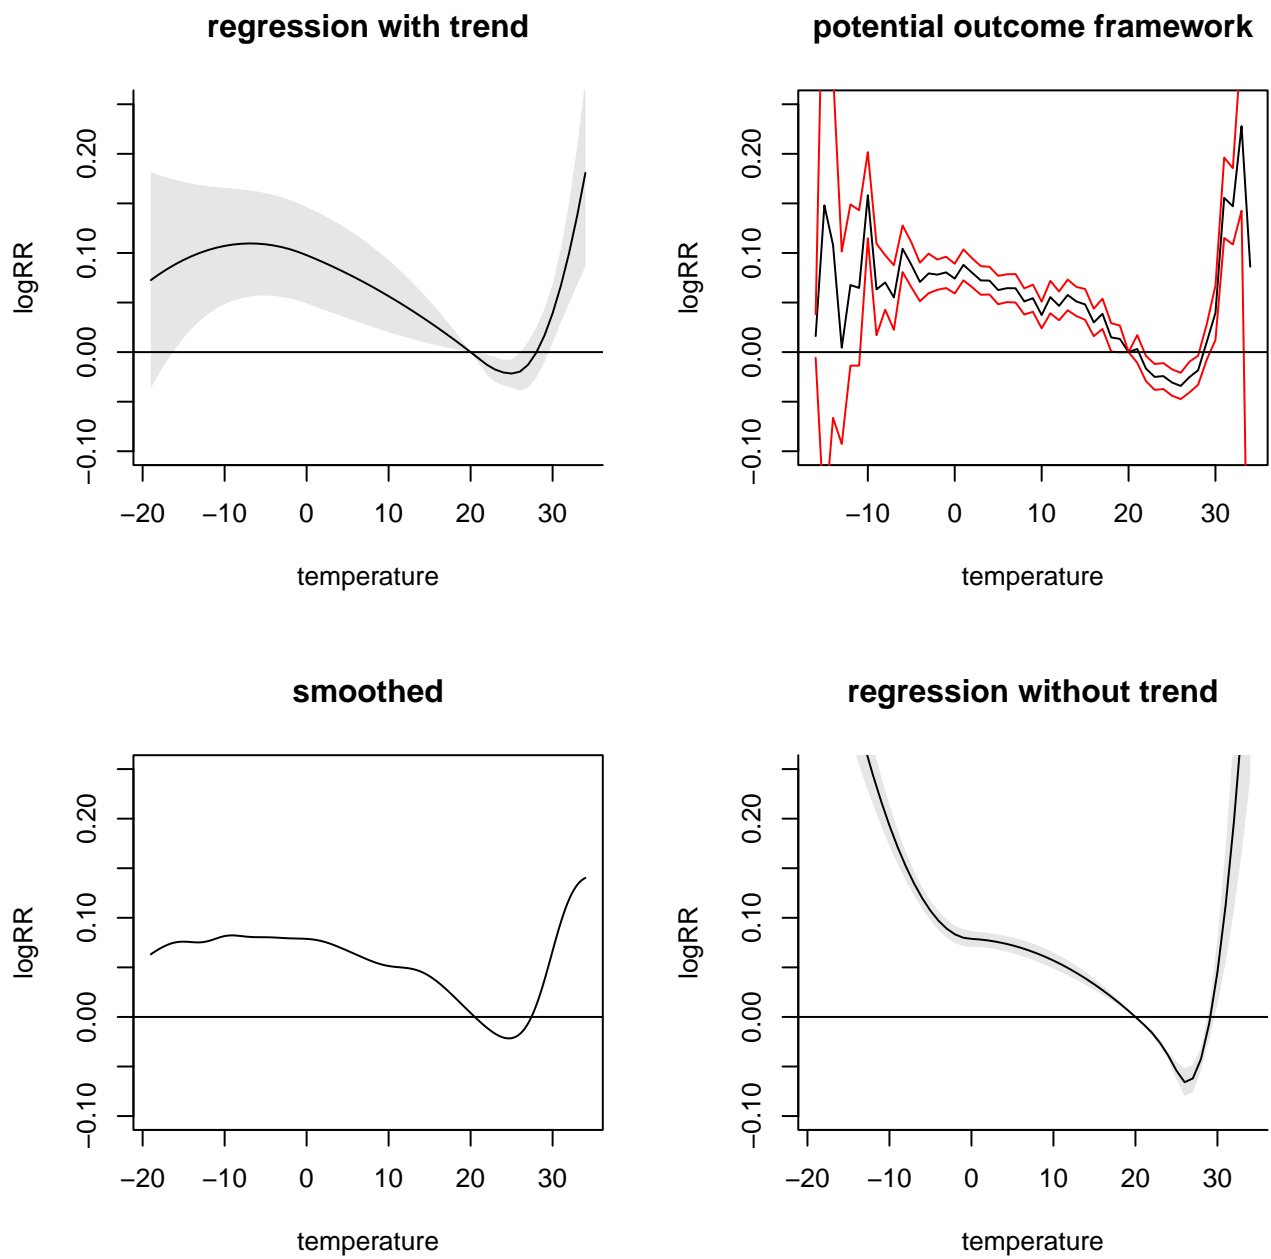 regression with trend
logRR
0.20
0.10
0.00
−0.10
−20 −10 0 10 20 30
temperature
potential outcome framework
logRR
0.20
0.10
0.00
−0.10
−10 0 10 20 30
temperature
smoothed
logRR
0.20
0.10
0.00
−0.10
−20 −10 0 10 20 30
temperature
regression without trend
logRR
0.20
0.10
0.00
−0.10
−20 −10 0 10 20 30
temperature